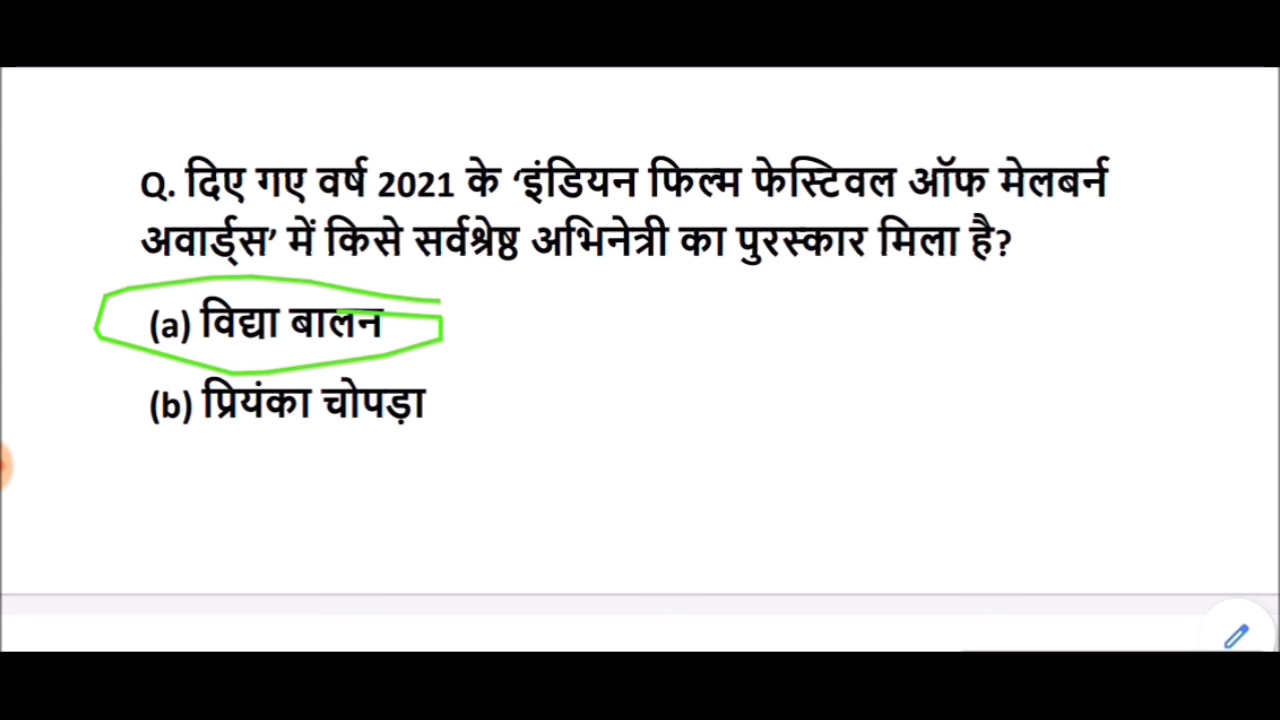 Q. दिए गए वर्ष 2021 के ‘इंडियन फिल्म फेस्टिवल ऑफ मेलबर्न
अवार्ड्स’ में किसे सर्वश्रेष्ठ अभिनेत्री का पुरस्कार मिला है?
(a) विद्या बालन
(b) प्रियंका चोपड़ा